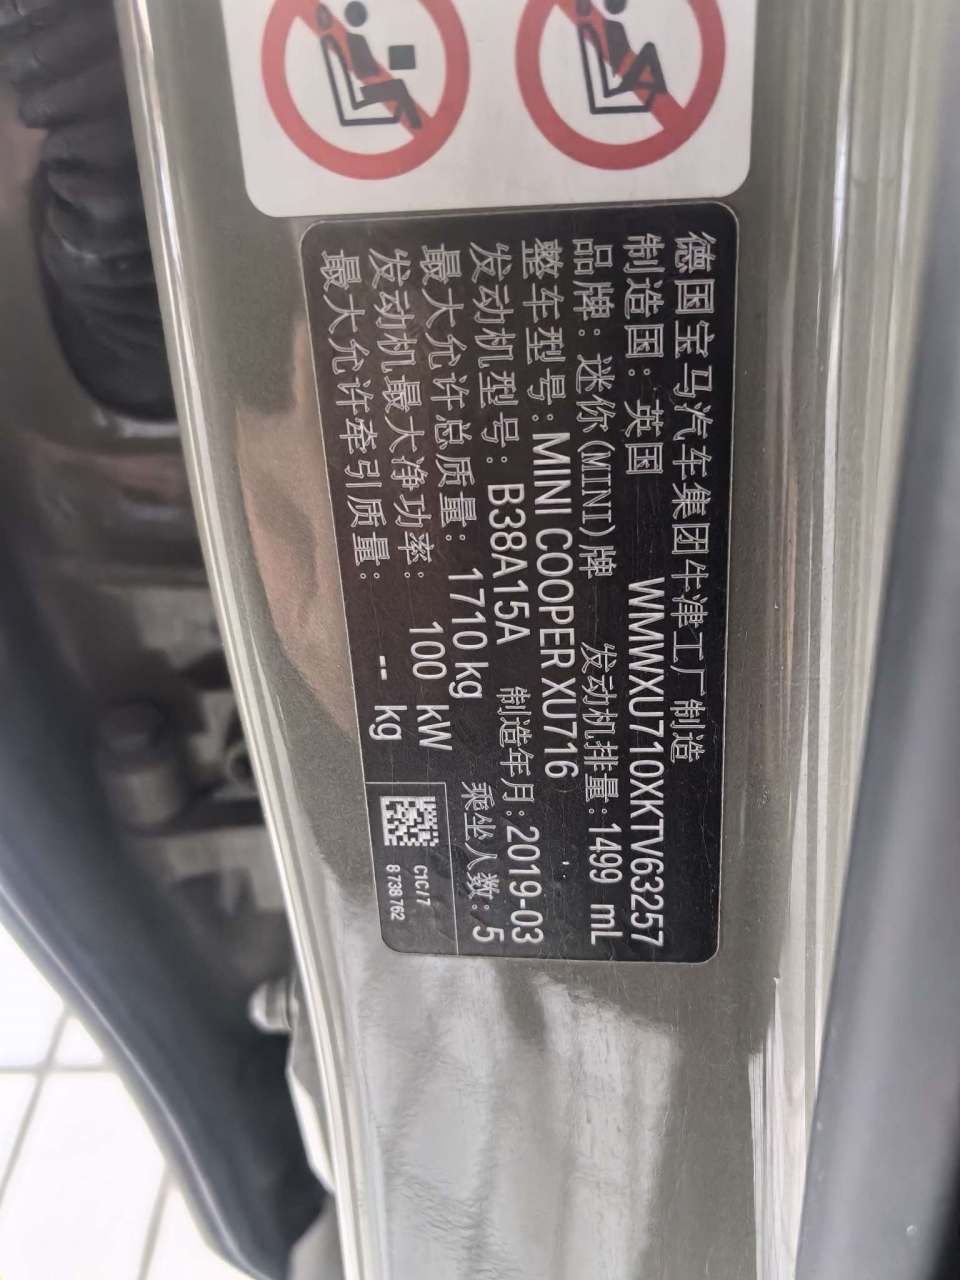 德国宝马汽车集团牛津工厂制造
制造国：英国 WMWXU710XKTV63257
品牌：迷你(MINI)牌 发动机排量：1499 mL
整车型号：MINI COOPER XU716
发动机型号：B38A15A 制造年月：2019-03
最大允许总质量：1710 kg 乘坐人数：5
发动机最大净功率：100 kW
最大允许牵引质量：-- kg
C1C/7
8 738 762